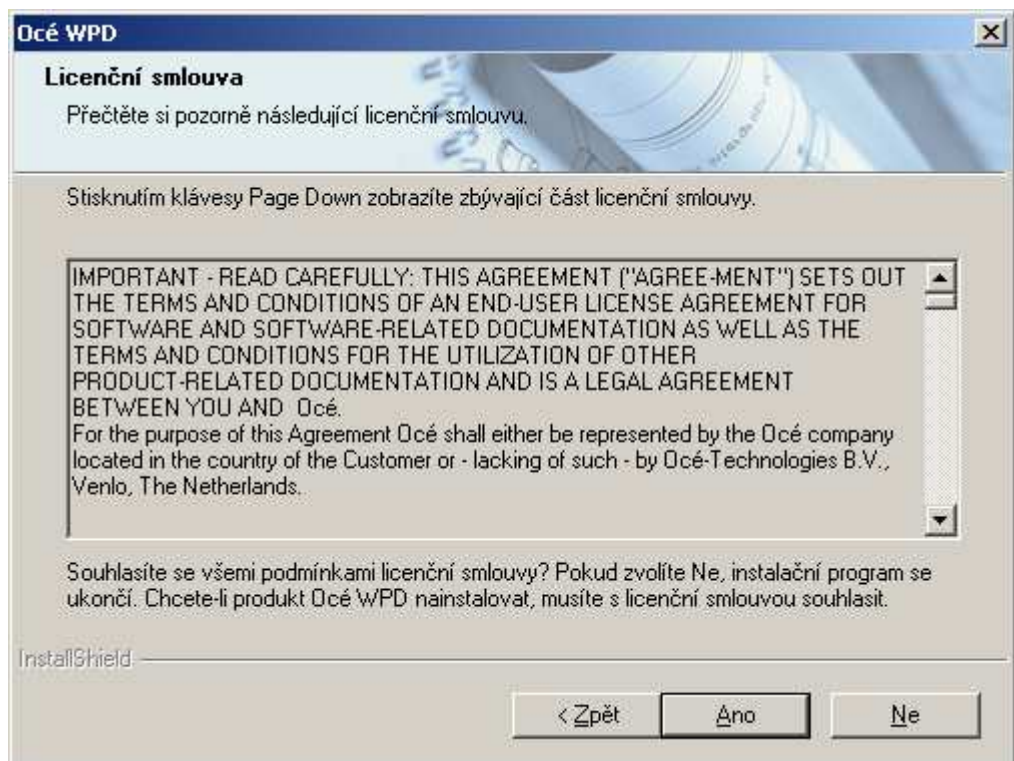 Océ WPD
Licenční smlouva
Přečtěte si pozorně následující licenční smlouvu.
Stisknutím klávesy Page Down zobrazíte zbývající část licenční smlouvy.
IMPORTANT - READ CAREFULLY: THIS AGREEMENT ("AGREE-MENT") SETS OUT
THE TERMS AND CONDITIONS OF AN END-USER LICENSE AGREEMENT FOR
SOFTWARE AND SOFTWARE-RELATED DOCUMENTATION AS WELL AS THE
TERMS AND CONDITIONS FOR THE UTILIZATION OF OTHER
PRODUCT-RELATED DOCUMENTATION AND IS A LEGAL AGREEMENT
BETWEEN YOU AND  Océ.
For the purpose of this Agreement Océ shall either be represented by the Océ company
located in the country of the Customer or - lacking of such - by Océ-Technologies B.V.,
Venlo, The Netherlands.
Souhlasíte se všemi podmínkami licenční smlouvy? Pokud zvolíte Ne, instalační program se
ukončí. Chcete-li produkt Océ WPD nainstalovat, musíte s licenční smlouvou souhlasit.
InstallShield
< Zpět
Ano
Ne